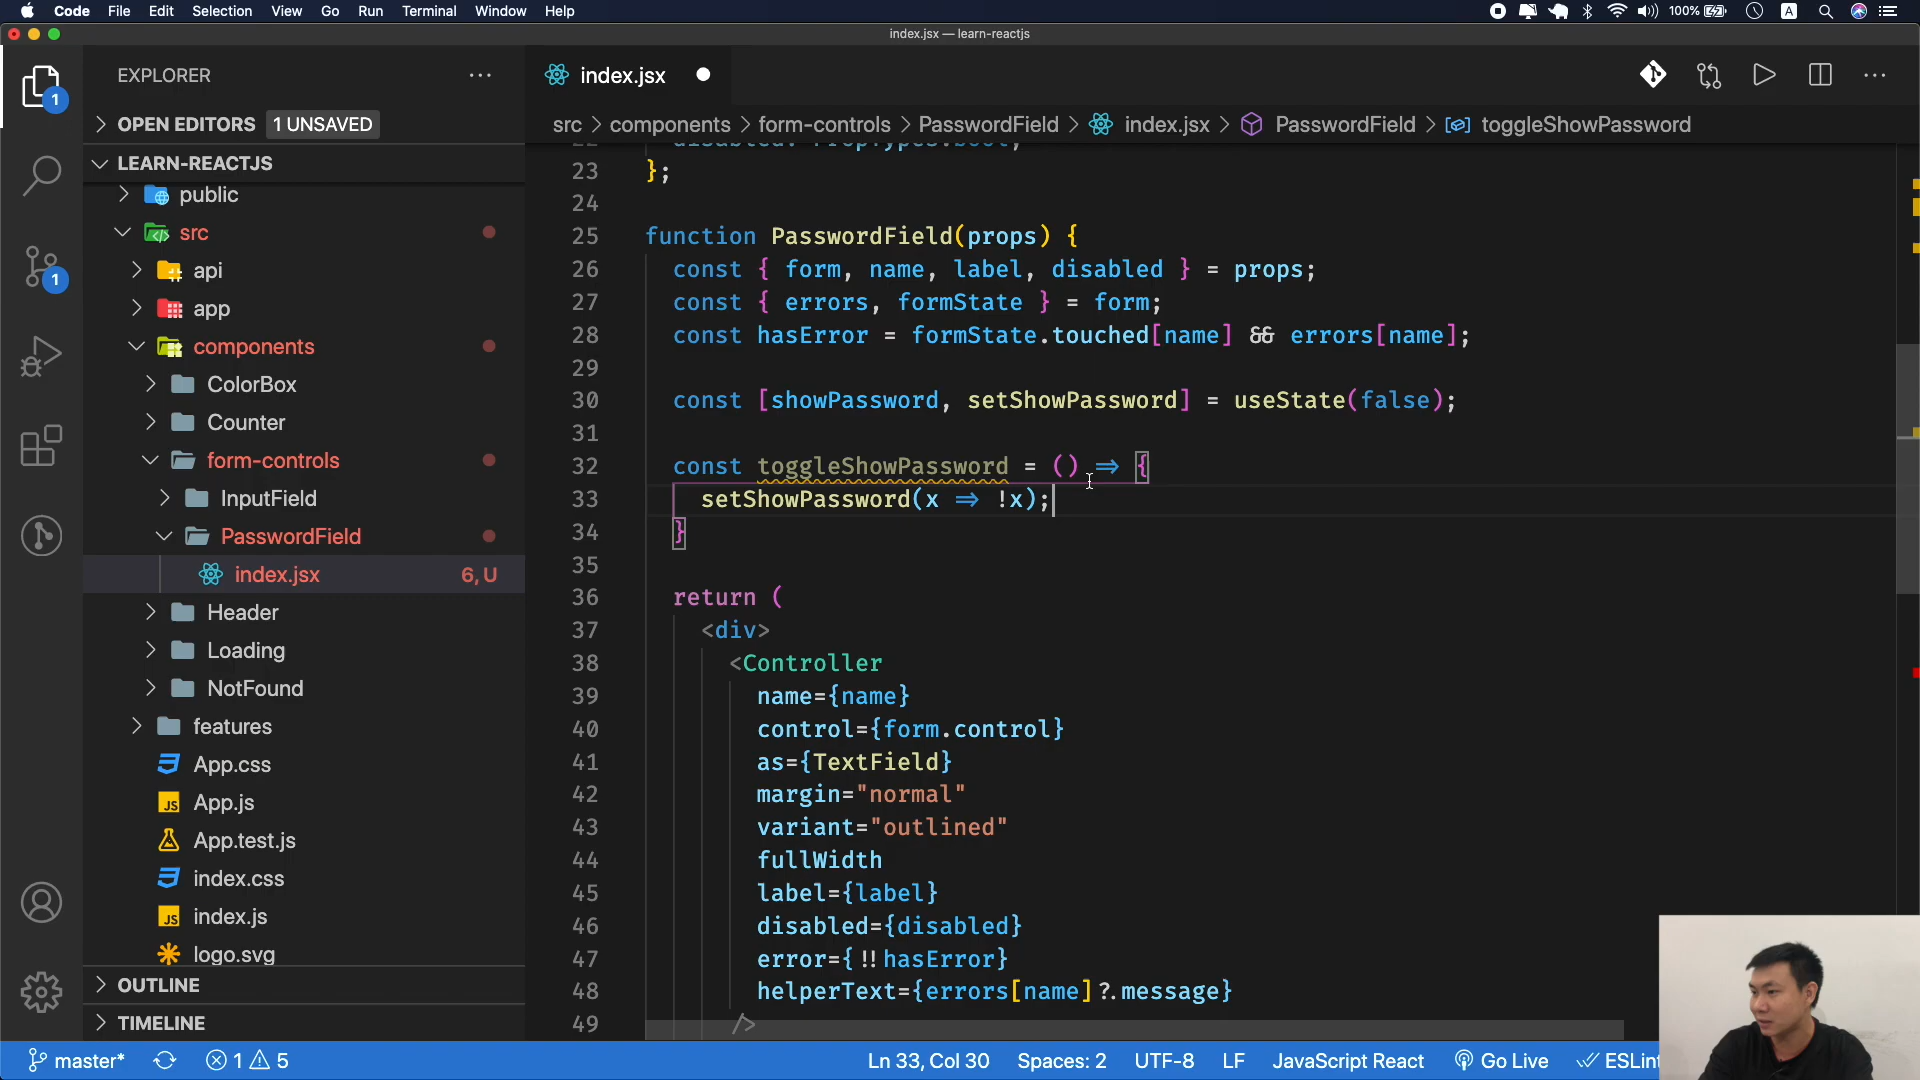 Code File Edit Selection View Go Run Terminal Window Help 100% A
index.jsx — learn-reactjs
EXPLORER
index.jsx
OPEN EDITORS 1 UNSAVED
src > components > form-controls > PasswordField > index.jsx > PasswordField > toggleShowPassword
LEARN-REACTJS
public
src
api
app
components
ColorBox
Counter
form-controls
InputField
PasswordField
index.jsx 6, U
Header
Loading
NotFound
features
App.css
App.js
App.test.js
index.css
index.js
logo.svg
OUTLINE
TIMELINE
1
1
22 disabled: PropTypes.bool,
23 };
24
25 function PasswordField(props) {
26 const { form, name, label, disabled } = props;
27 const { errors, formState } = form;
28 const hasError = formState.touched[name] && errors[name];
29
30 const [showPassword, setShowPassword] = useState(false);
31
32 const toggleShowPassword = () => {
33 setShowPassword(x => !x);
34 }
35
36 return (
37 <div>
38 <Controller
39 name={name}
40 control={form.control}
41 as={TextField}
42 margin="normal"
43 variant="outlined"
44 fullWidth
45 label={label}
46 disabled={disabled}
47 error={!!hasError}
48 helperText={errors[name]?.message}
49 />
master* 1 5 Ln 33, Col 30 Spaces: 2 UTF-8 LF JavaScript React Go Live ESLint